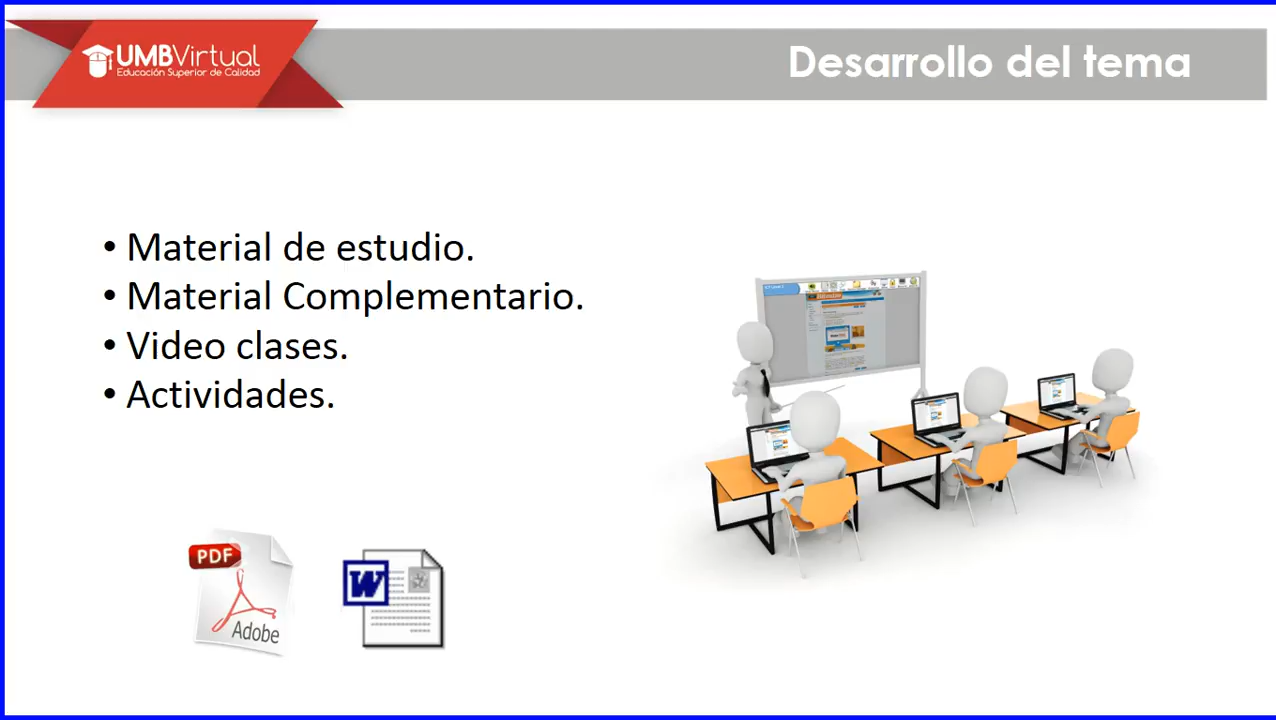 UMBVirtual
Educación Superior de Calidad
Desarrollo del tema
• Material de estudio.
• Material Complementario.
• Video clases.
• Actividades.
PDF
Adobe
W